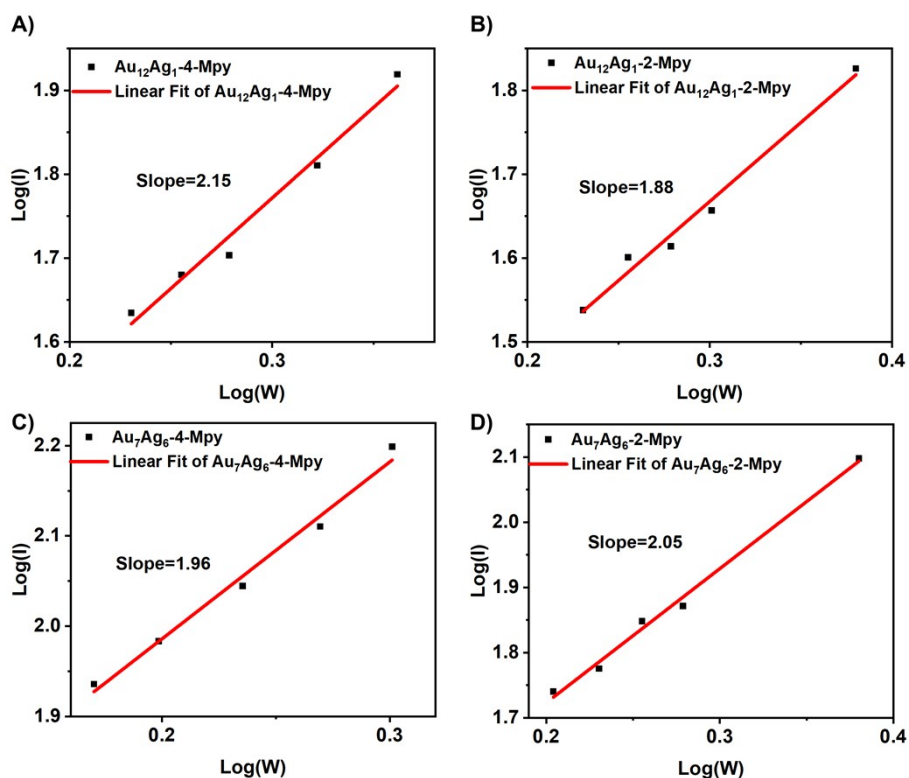 A)
Au₁₂Ag₁-4-Mpy
Linear Fit of Au₁₂Ag₁-4-Mpy
Slope=2.15
1.9
1.8
1.7
1.6
Log(I)
0.2 0.3
Log(W)
B)
Au₁₂Ag₁-2-Mpy
Linear Fit of Au₁₂Ag₁-2-Mpy
Slope=1.88
1.8
1.7
1.6
1.5
Log(I)
0.2 0.3 0.4
Log(W)
C)
Au₇Ag₆-4-Mpy
Linear Fit of Au₇Ag₆-4-Mpy
Slope=1.96
2.2
2.1
2.0
1.9
Log(I)
0.2 0.3
Log(W)
D)
Au₇Ag₆-2-Mpy
Linear Fit of Au₇Ag₆-2-Mpy
Slope=2.05
2.1
2.0
1.9
1.8
1.7
Log(I)
0.2 0.3 0.4
Log(W)